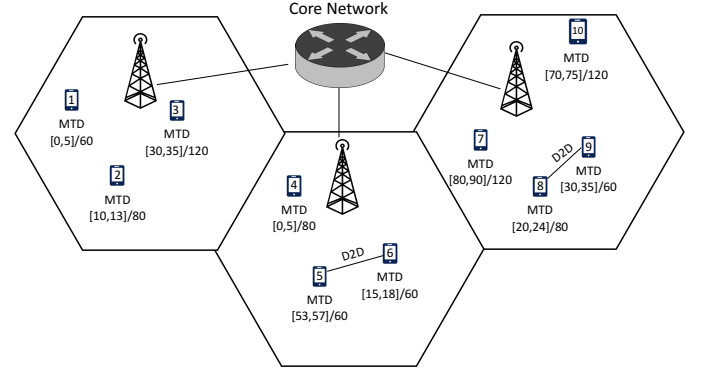 Core Network
1
MTD
[0,5]/60
3
MTD
[30,35]/120
2
MTD
[10,13]/80
4
MTD
[0,5]/80
D2D
5
MTD
[53,57]/60
6
MTD
[15,18]/60
10
MTD
[70,75]/120
7
MTD
[80,90]/120
D2D
8
MTD
[20,24]/80
9
MTD
[30,35]/60